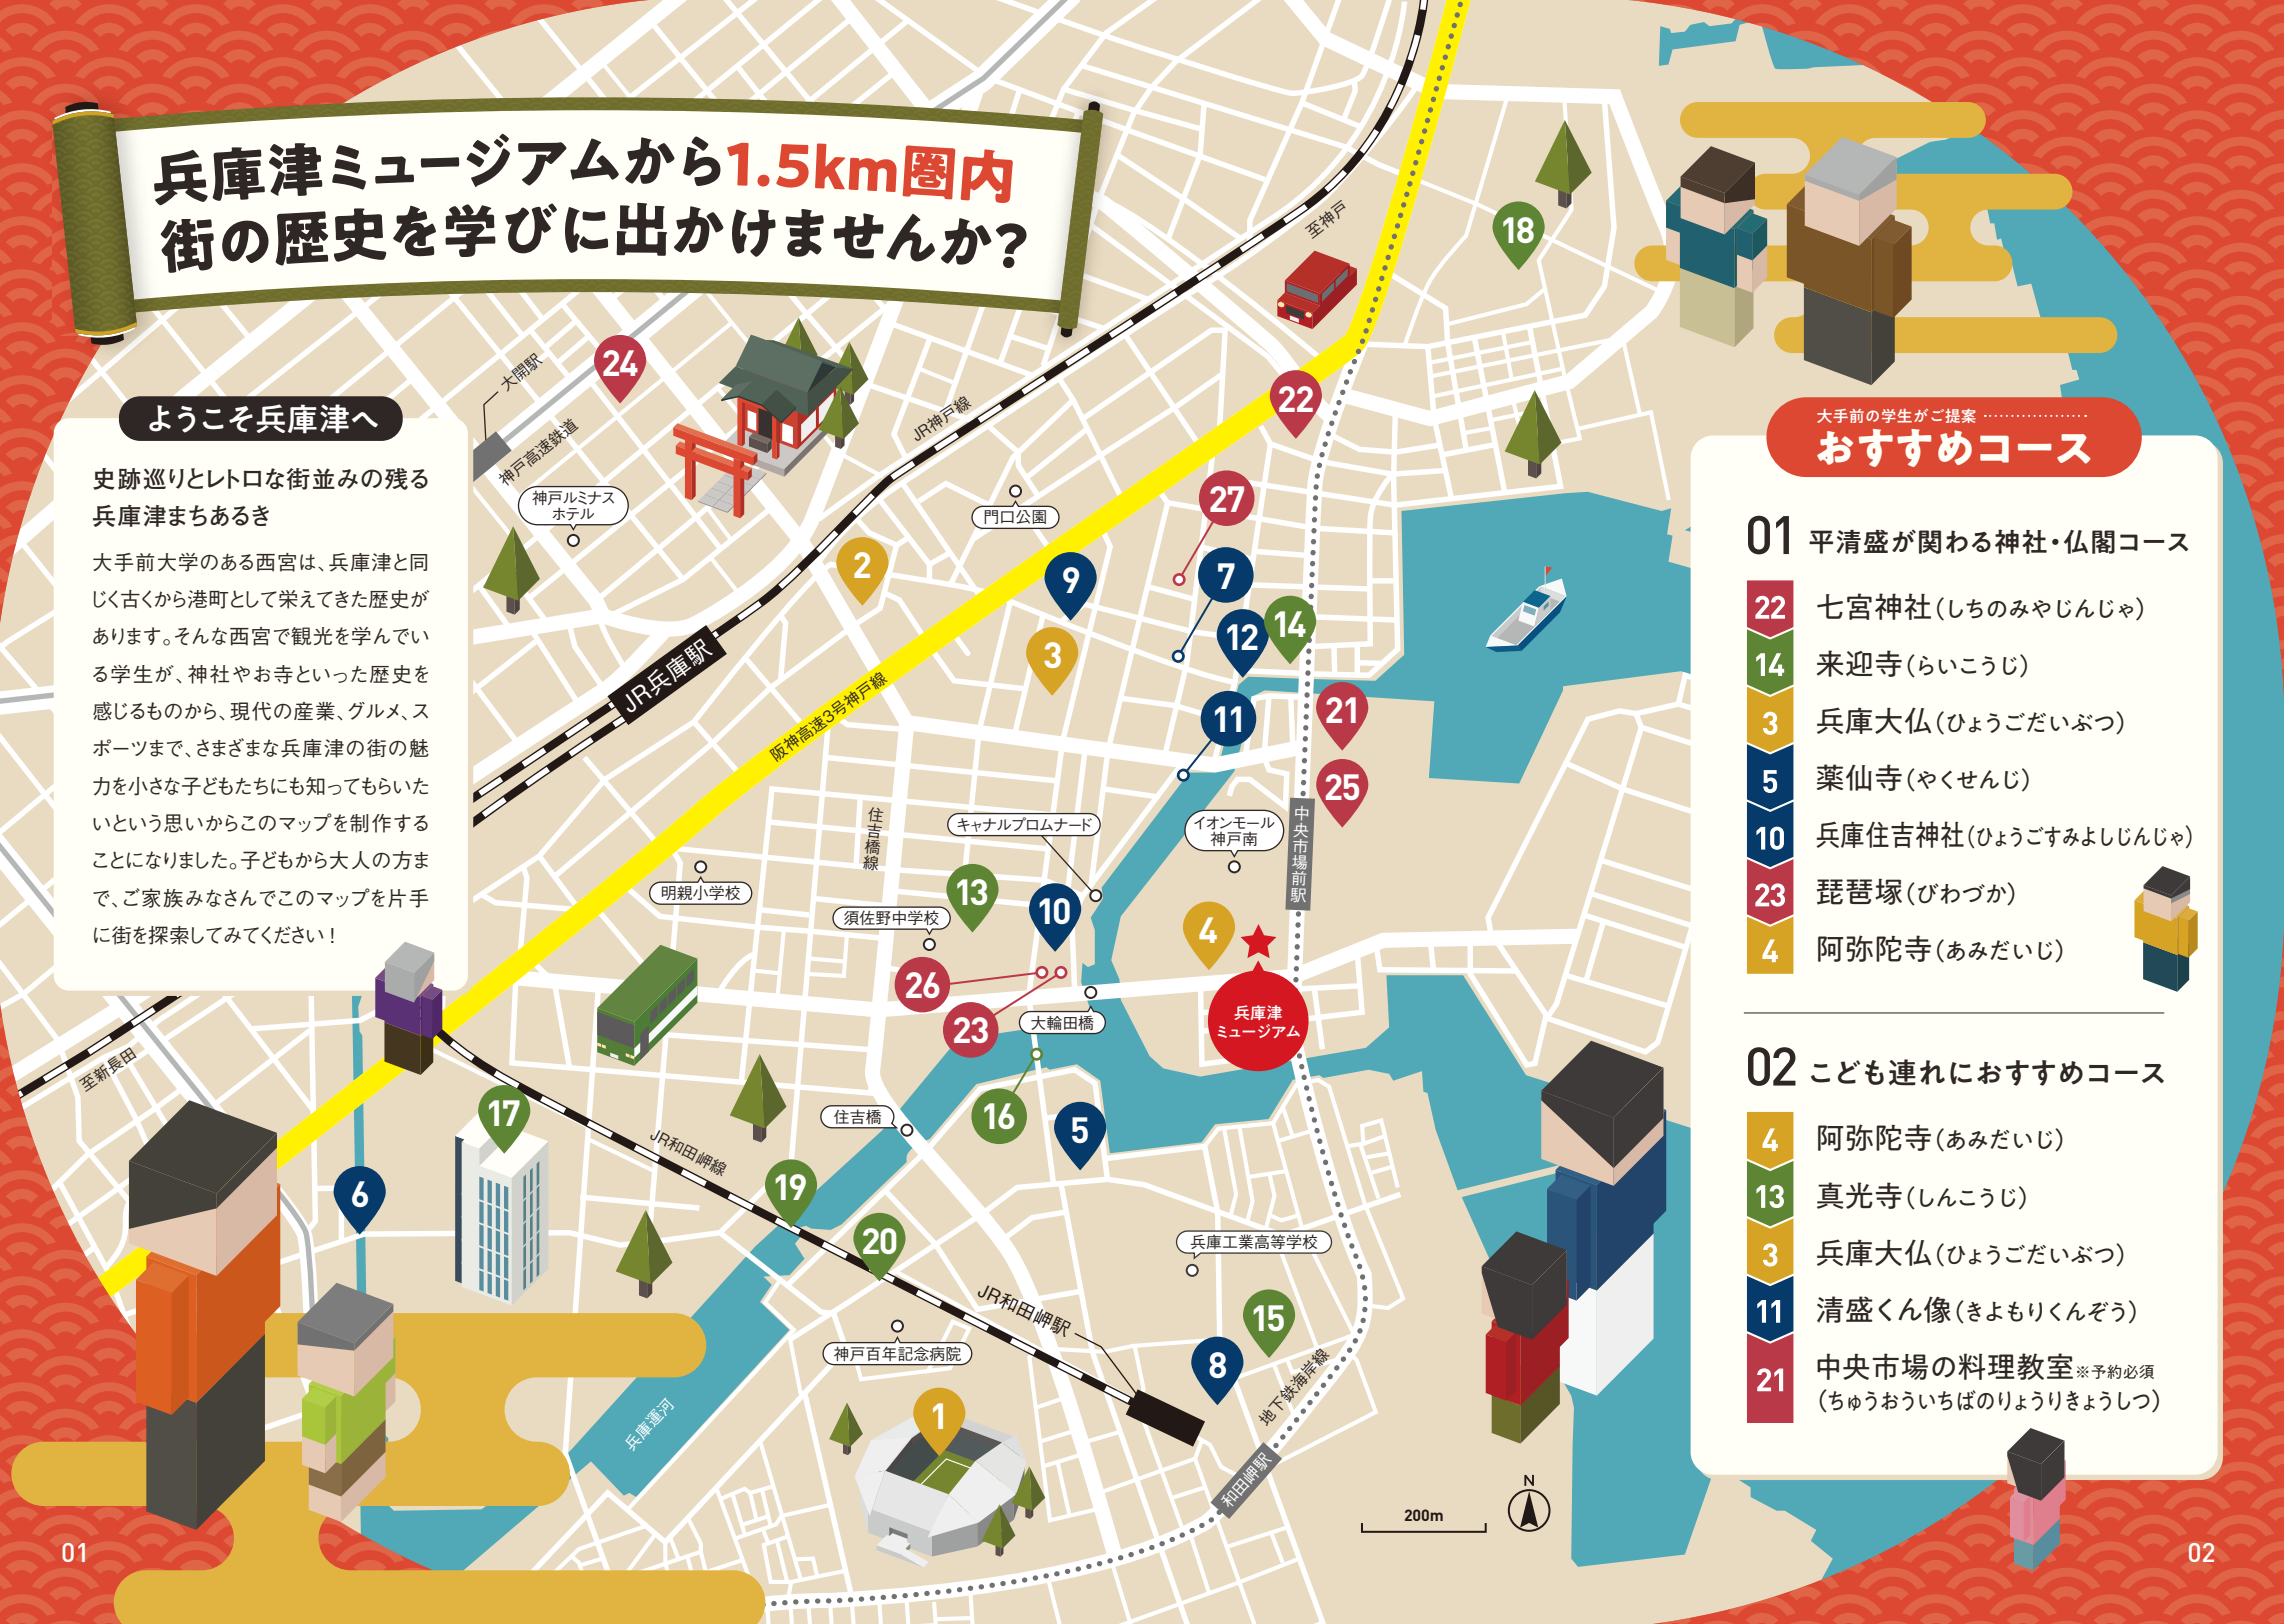 兵庫津ミュージアムから1.5km圏内
街の歴史を学びに出かけませんか?
ようこそ兵庫津へ
史跡巡りとレトロな街並みの残る
兵庫津まちあるき
大手前大学のある西宮は、兵庫津と同
じく古くから港町として栄えてきた歴史が
あります。そんな西宮で観光を学んでい
る学生が、神社やお寺といった歴史を
感じるものから、現代の産業、グルメ、ス
ポーツまで、さまざまな兵庫津の街の魅
力を小さな子どもたちにも知ってもらいた
いという思いからこのマップを制作する
ことになりました。子どもから大人の方ま
で、ご家族みなさんでこのマップを片手
に街を探索してみてください!
至神戸
18
24
大開駅
神戸高速鉄道
JR神戸線
22
神戸ルミナス
ホテル
門口公園
27
2
9
7
12
14
3
JR兵庫駅
阪神高速3号神戸線
11
21
25
住吉橋線
キャナルプロムナード
イオンモール
神戸南
中央市場前駅
明親小学校
13
須佐野中学校
10
4
26
23
大輪田橋
兵庫津
ミュージアム
至新長田
17
16
5
住吉橋
JR和田岬線
19
6
20
兵庫工業高等学校
JR和田岬駅
15
神戸百年記念病院
8
地下鉄海岸線
兵庫運河
1
和田岬駅
200m
N
大手前の学生がご提案
おすすめコース
01 平清盛が関わる神社・仏閣コース
22 七宮神社(しちのみやじんじゃ)
14 来迎寺(らいこうじ)
3 兵庫大仏(ひょうごだいぶつ)
5 薬仙寺(やくせんじ)
10 兵庫住吉神社(ひょうごすみよしじんじゃ)
23 琵琶塚(びわづか)
4 阿弥陀寺(あみだいじ)
02 こども連れにおすすめコース
4 阿弥陀寺(あみだいじ)
13 真光寺(しんこうじ)
3 兵庫大仏(ひょうごだいぶつ)
11 清盛くん像(きよもりくんぞう)
21 中央市場の料理教室※予約必須
(ちゅうおういちばのりょうりきょうしつ)
01
02